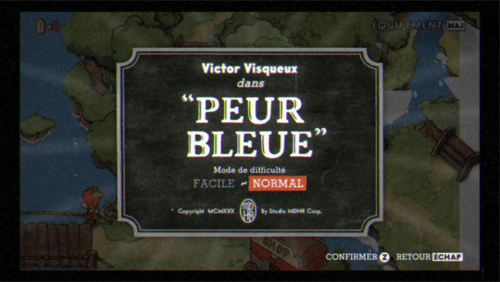 ÉQUIPEMENT MAJ
Victor Visqueux
dans
“PEUR
BLEUE”
Mode de difficulté
FACILE ~ NORMAL
* Copyright MCMXXX
By Studio MDHR Corp.
CONFIRMER Z RETOUR ÉCHAP